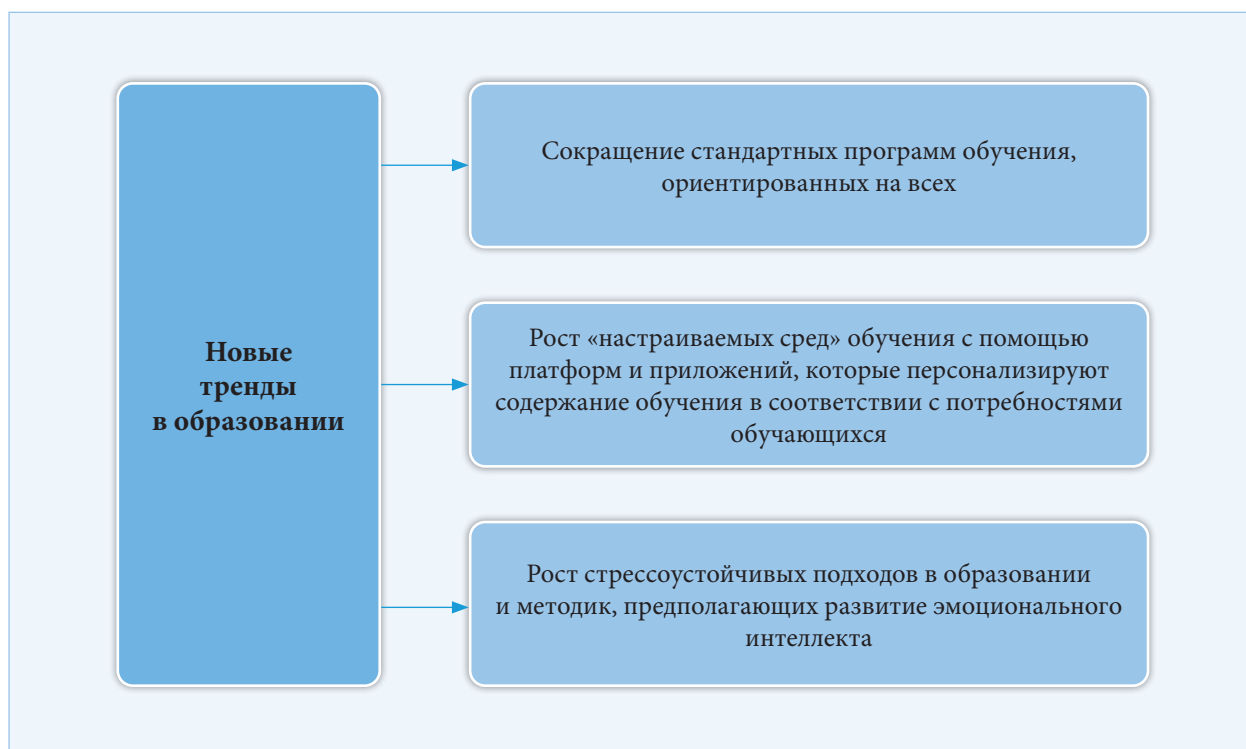 Новые
тренды
в образовании
Сокращение стандартных программ обучения,
ориентированных на всех
Рост «настраиваемых сред» обучения с помощью
платформ и приложений, которые персонализируют
содержание обучения в соответствии с потребностями
обучающихся
Рост стрессоустойчивых подходов в образовании
и методик, предполагающих развитие эмоционального
интеллекта